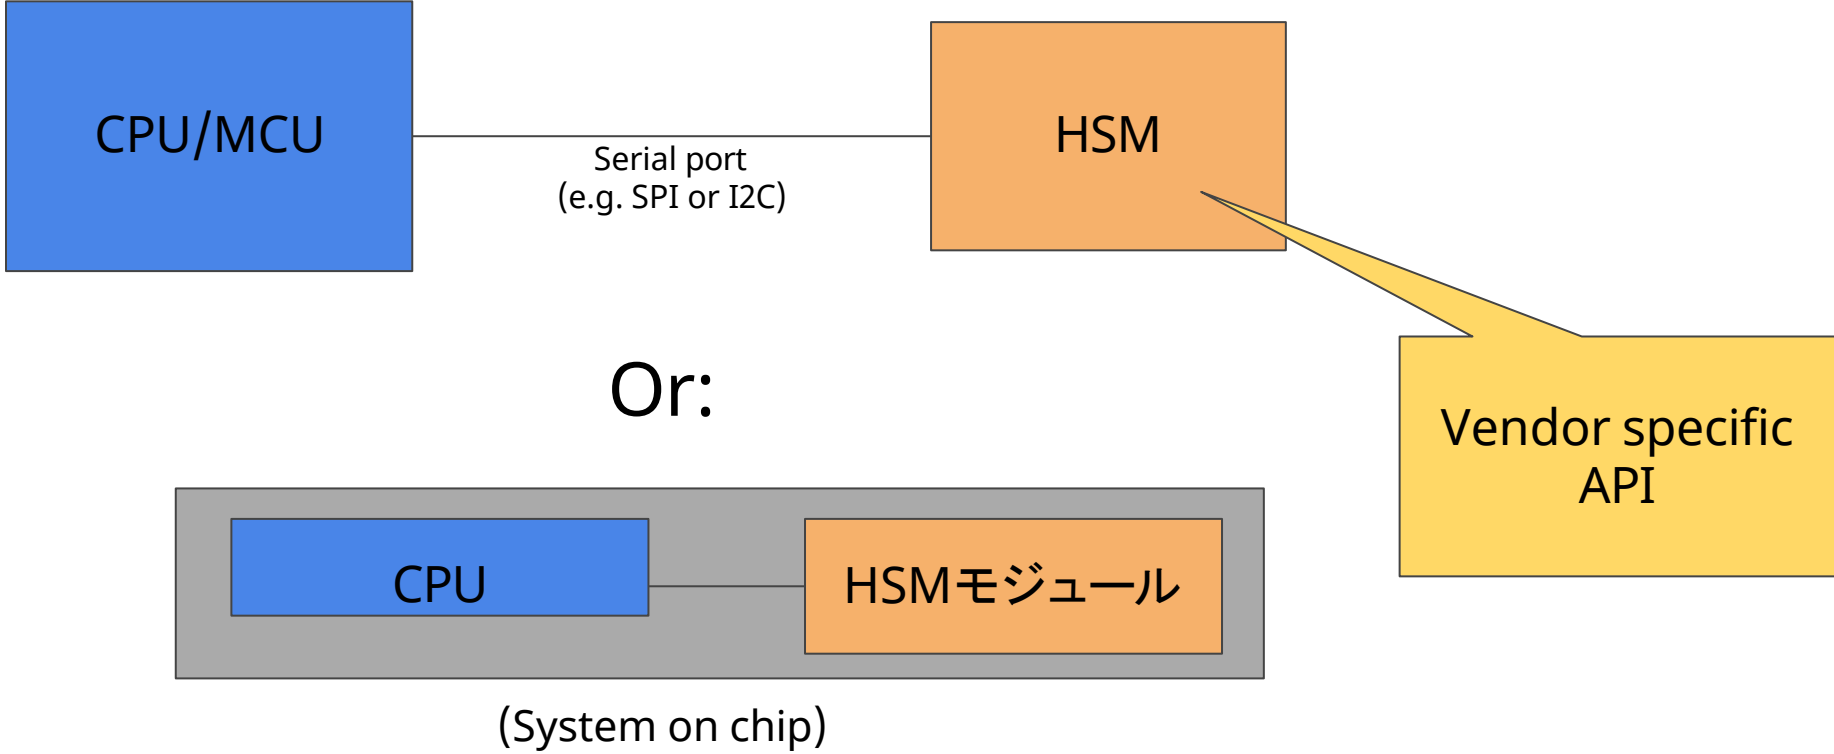 CPU/MCU
Serial port
(e.g. SPI or I2C)
HSM
Or:
Vendor specific
API
CPU
HSMモジュール
(System on chip)